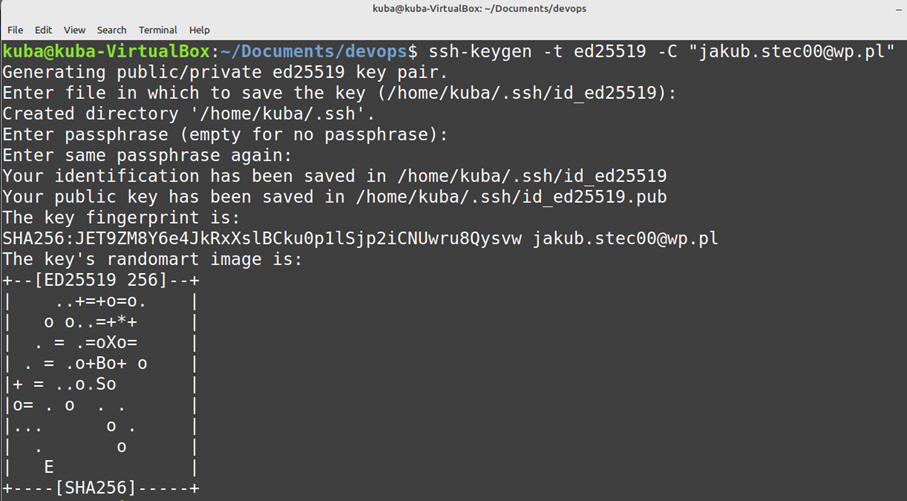 kuba@kuba-VirtualBox: ~/Documents/devops
File Edit View Search Terminal Help
kuba@kuba-VirtualBox:~/Documents/devops$ ssh-keygen -t ed25519 -C "jakub.stec00@wp.pl"
Generating public/private ed25519 key pair.
Enter file in which to save the key (/home/kuba/.ssh/id_ed25519):
Created directory '/home/kuba/.ssh'.
Enter passphrase (empty for no passphrase):
Enter same passphrase again:
Your identification has been saved in /home/kuba/.ssh/id_ed25519
Your public key has been saved in /home/kuba/.ssh/id_ed25519.pub
The key fingerprint is:
SHA256:JET9ZM8Y6e4JkRxXslBCku0p1lSjp2iCNUwru8Qysvw jakub.stec00@wp.pl
The key's randomart image is:
+--[ED25519 256]--+
|    ..+=+o=o.    |
|   o o..=+*+     |
|  . = .=oXo=     |
| . = .o+Bo+ o    |
|+ = ..o.So       |
|o= . o  . .      |
|...      o .     |
|  .       o      |
|   E             |
+----[SHA256]-----+